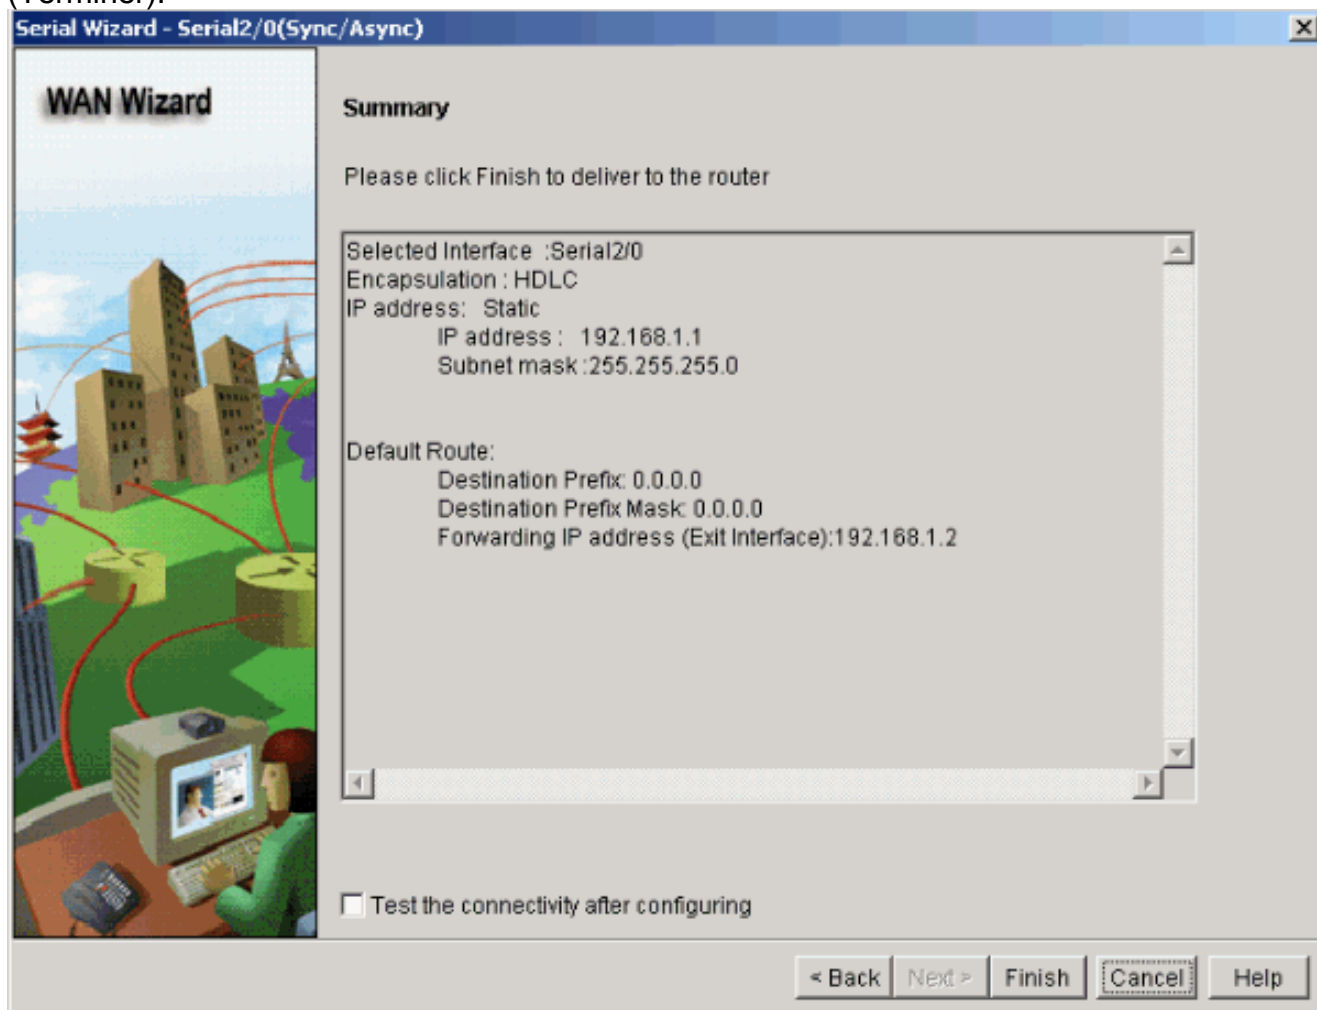 (Terminer).
Serial Wizard - Serial2/0(Sync/Async)
WAN Wizard
Summary
Please click Finish to deliver to the router
Selected Interface :Serial2/0
Encapsulation : HDLC
IP address: Static
IP address : 192.168.1.1
Subnet mask :255.255.255.0
Default Route:
Destination Prefix: 0.0.0.0
Destination Prefix Mask: 0.0.0.0
Forwarding IP address (Exit Interface):192.168.1.2
Test the connectivity after configuring
< Back Next > Finish Cancel Help